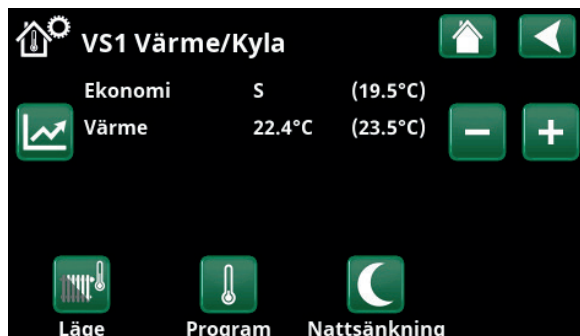 VS1 Värme/Kyla
Ekonomi S (19.5°C)
Värme 22.4°C (23.5°C)
Läge Program Nattsänkning